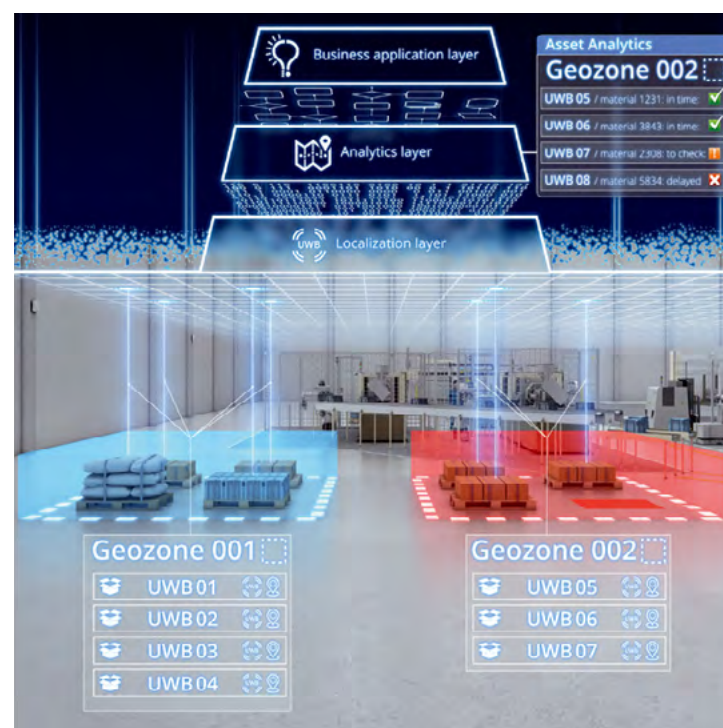 Business application layer
Analytics layer
UWB
Localization layer
Asset Analytics
Geozone 002
UWB 05 / material 1231: in time:
UWB 06 / material 3843: in time:
UWB 07 / material 2308: to check:
UWB 08 / material 5834: delayed
Geozone 001
UWB 01
UWB 02
UWB 03
UWB 04
Geozone 002
UWB 05
UWB 06
UWB 07